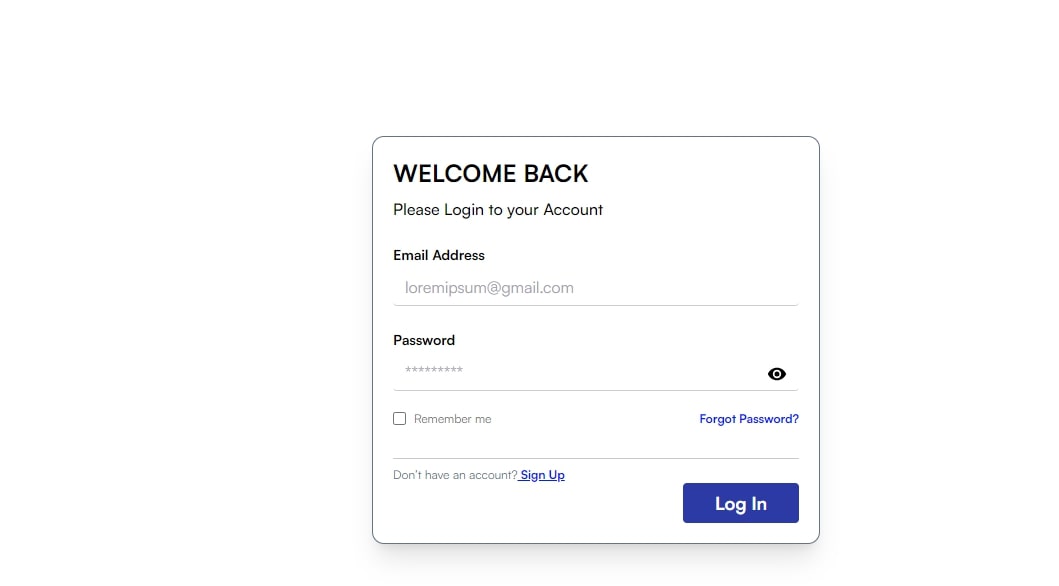 WELCOME BACK
Please Login to your Account
Email Address
loremipsum@gmail.com
Password
*********
Remember me
Forgot Password?
Don't have an account? Sign Up
Log In